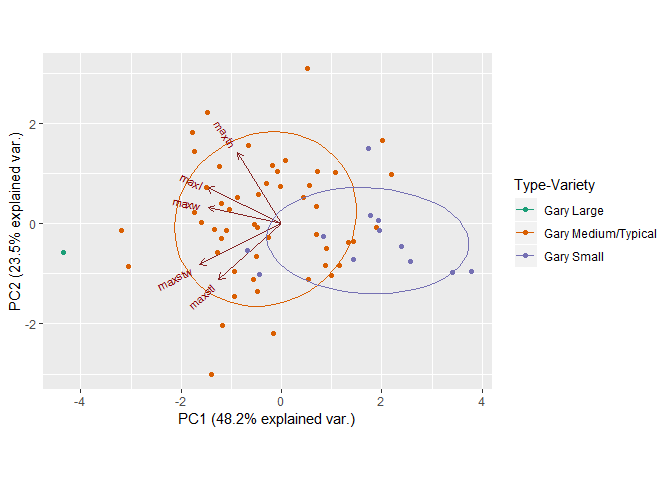 PC2 (23.5% explained var.)
2
0
-2
-4
-2
0
2
4
PC1 (48.2% explained var.)
maxth
maxl
maxw
maxstw
maxstl
Type-Variety
Gary Large
Gary Medium/Typical
Gary Small